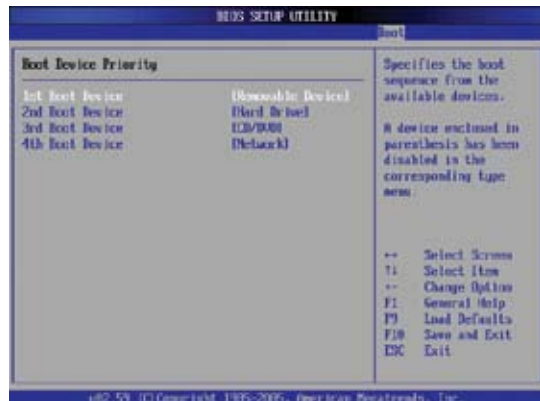 BIOS SETUP UTILITY
Boot
Boot Device Priority
1st Boot Device [Removable Device]
2nd Boot Device [Hard Drive]
3rd Boot Device [CD/DVD]
4th Boot Device [Network]
Specifies the boot
sequence from the
available devices.
A device enclosed in
parenthesis has been
disabled in the
corresponding type
menu.
↔ Select Screen
↑↓ Select Item
+- Change Option
F1 General Help
F9 Load Defaults
F10 Save and Exit
ESC Exit
v02.59 (C)Copyright 1985-2005, American Megatrends, Inc.